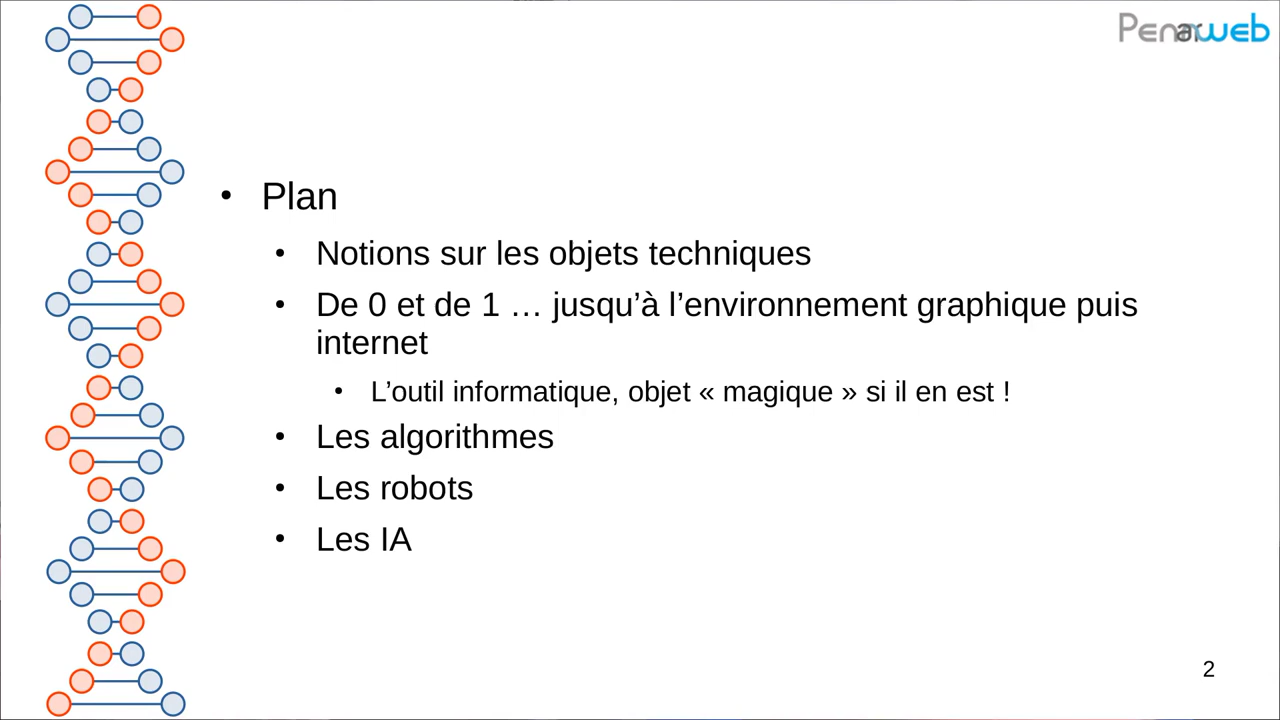 Penarweb
• Plan
• Notions sur les objets techniques
• De 0 et de 1 … jusqu’à l’environnement graphique puis
internet
• L’outil informatique, objet « magique » si il en est !
• Les algorithmes
• Les robots
• Les IA
2